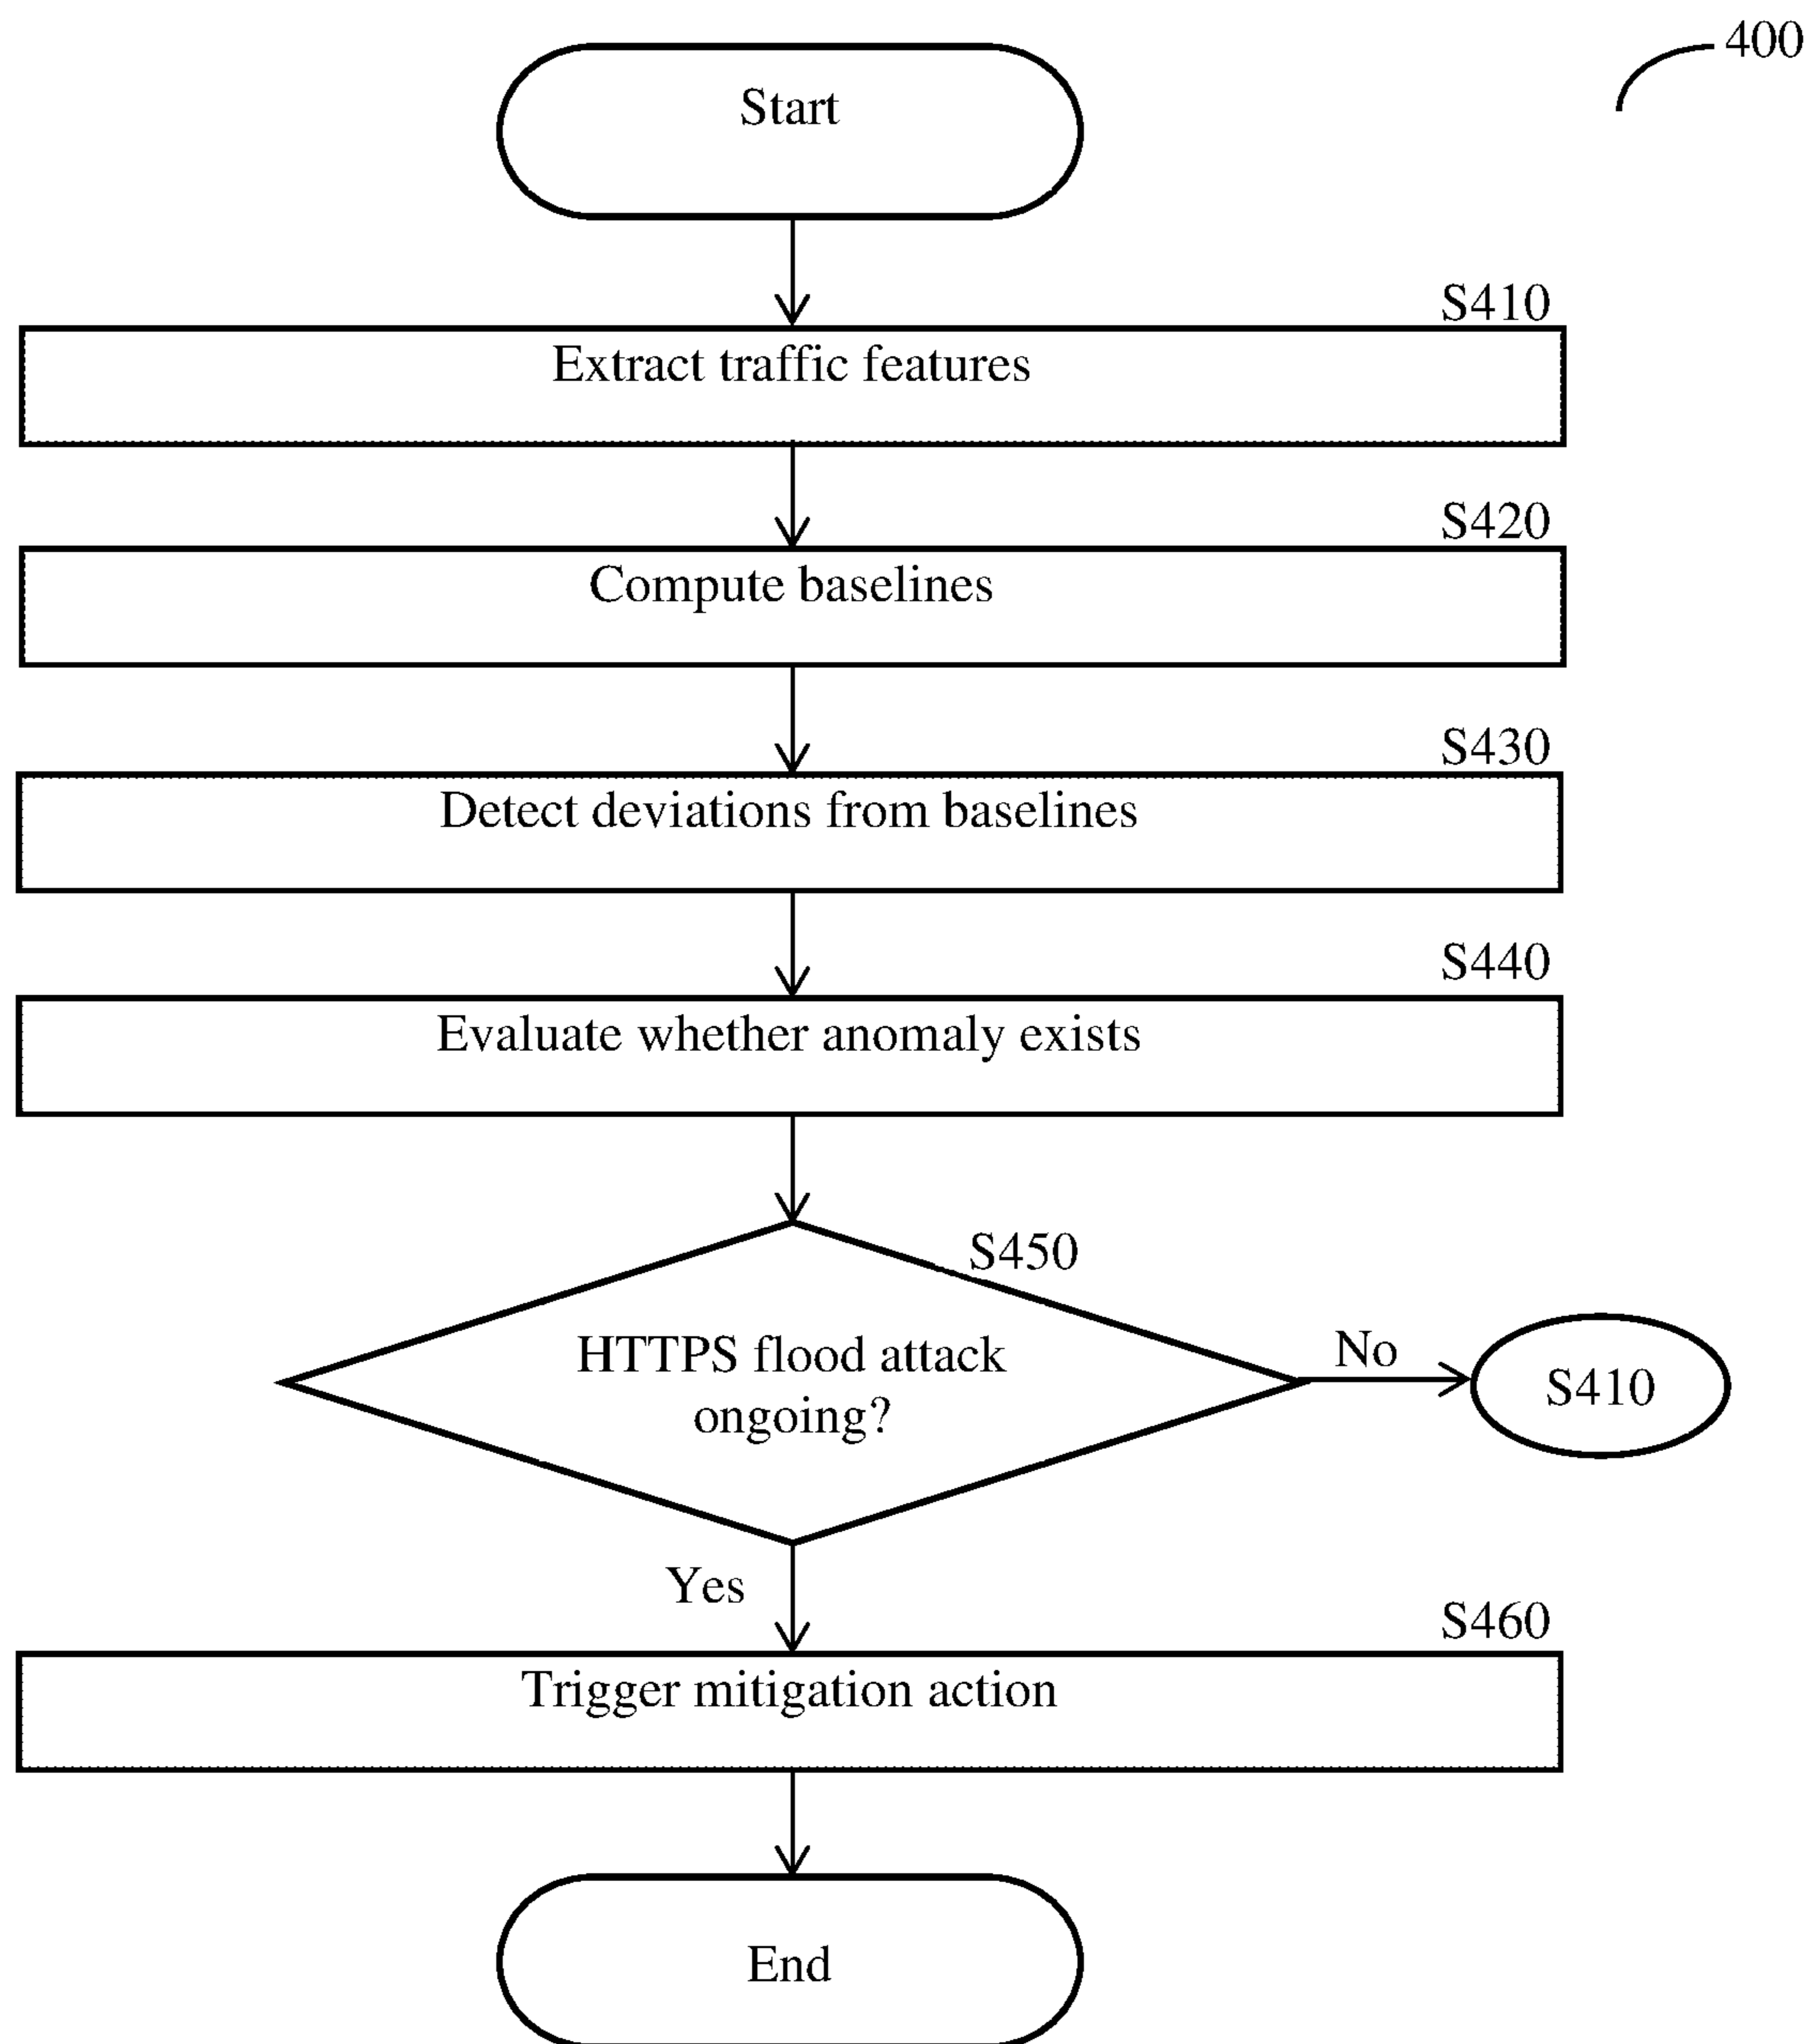 400
Start
S410
Extract traffic features
S420
Compute baselines
S430
Detect deviations from baselines
S440
Evaluate whether anomaly exists
S450
HTTPS flood attack
ongoing?
No
S410
Yes
S460
Trigger mitigation action
End